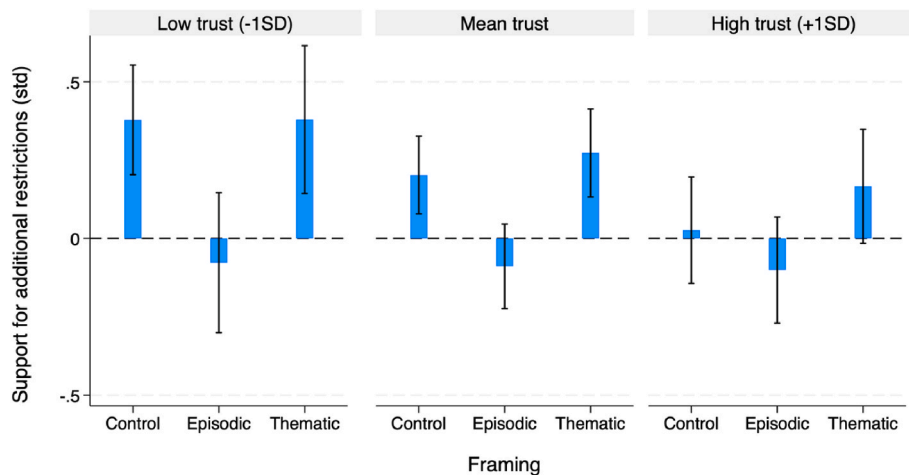 Low trust (-1SD)
Mean trust
High trust (+1SD)
Support for additional restrictions (std)
.5
0
-.5
Control Episodic Thematic
Control Episodic Thematic
Control Episodic Thematic
Framing